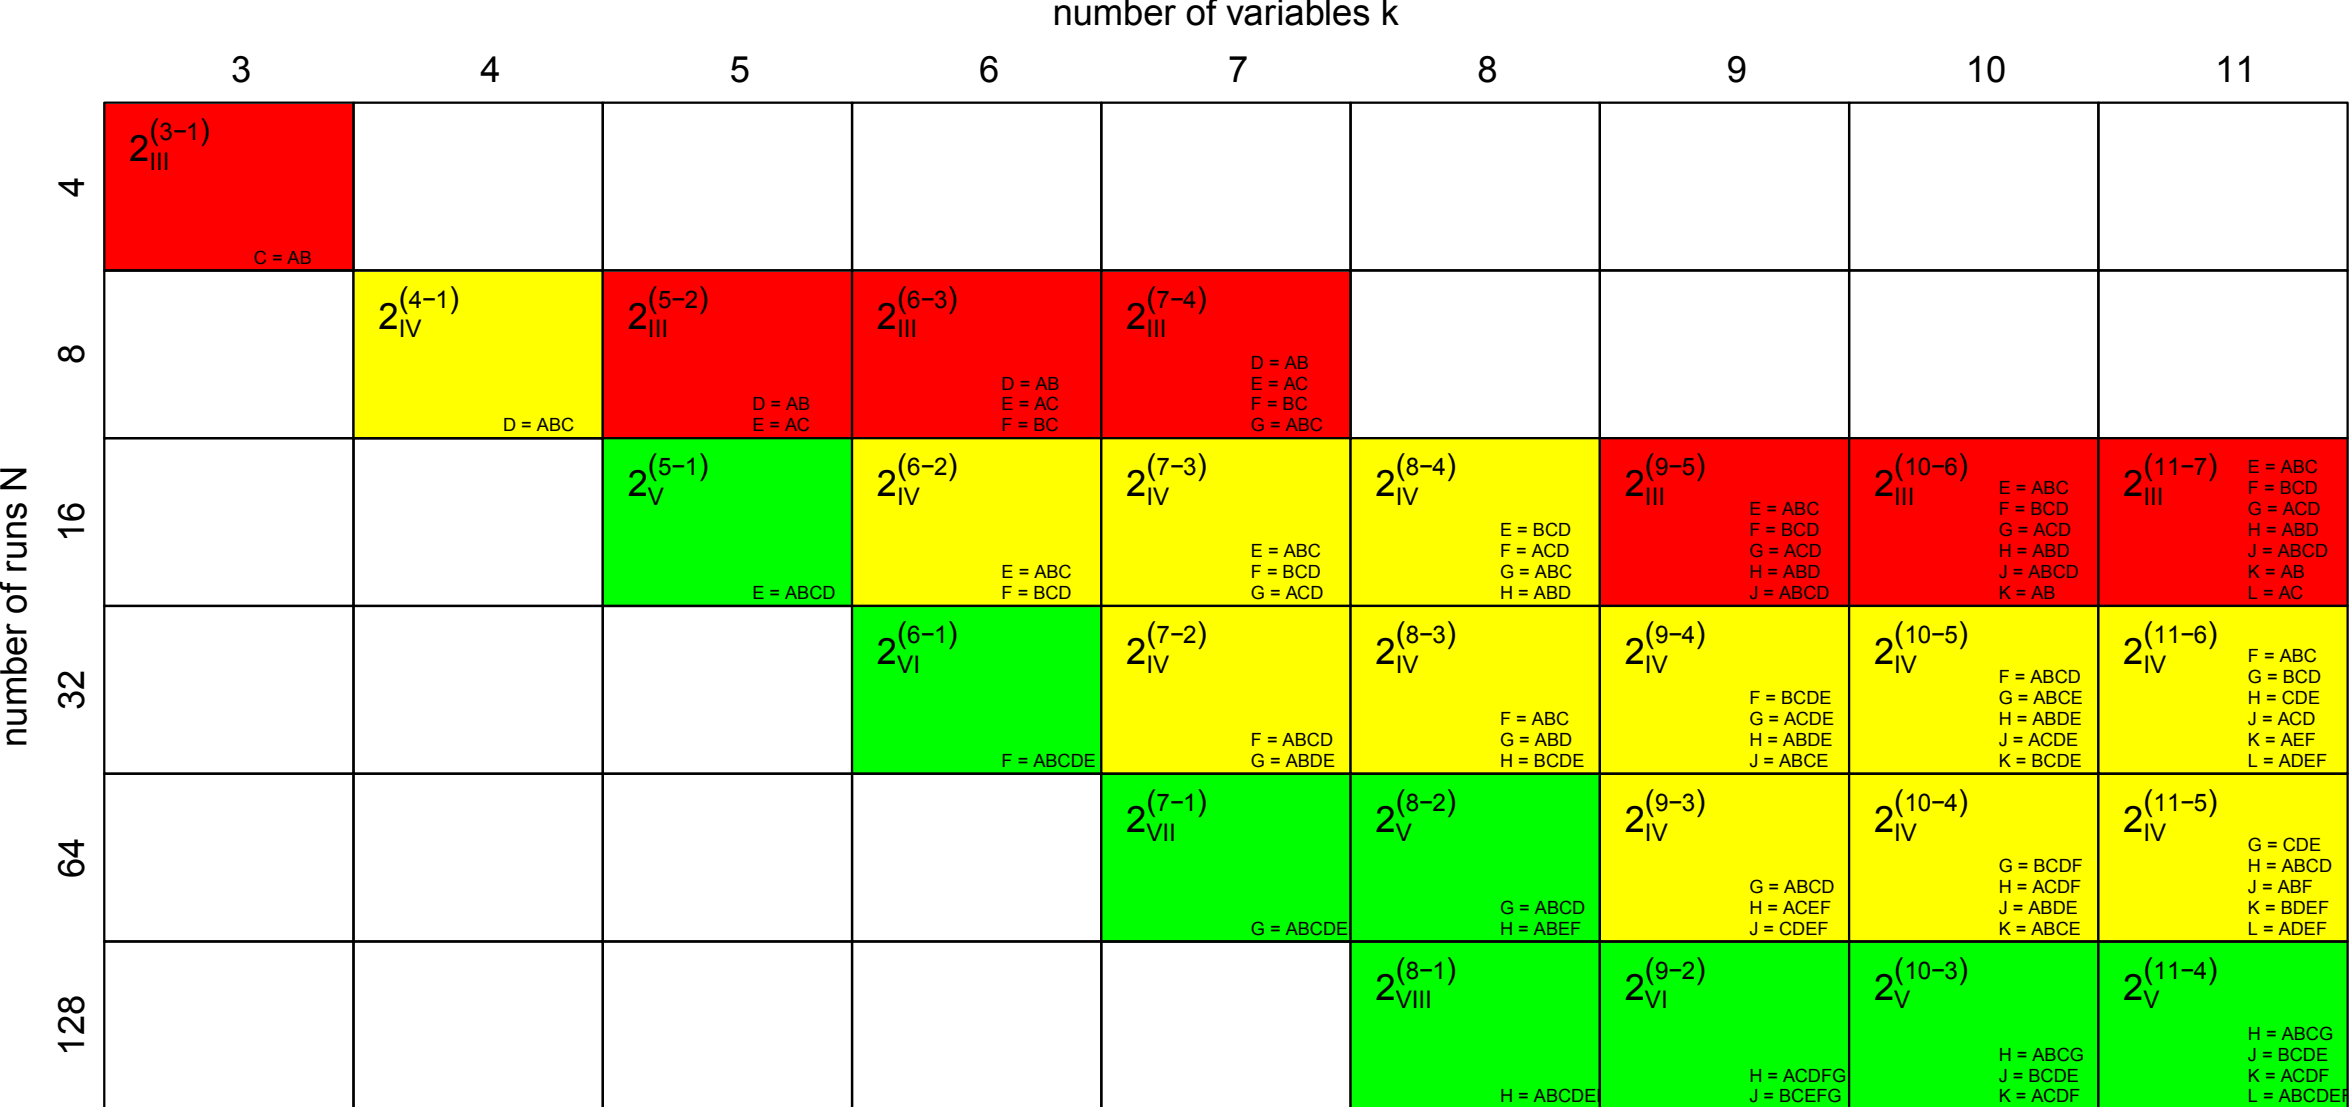 number of variables k
3 4 5 6 7 8 9 10 11
number of runs N
4
2 (3−1) III
C = AB
8
2 (4−1) IV
D = ABC
2 (5−2) III
D = AB
E = AC
2 (6−3) III
D = AB
E = AC
F = BC
2 (7−4) III
D = AB
E = AC
F = BC
G = ABC
16
2 (5−1) V
E = ABCD
2 (6−2) IV
E = ABC
F = BCD
2 (7−3) IV
E = ABC
F = BCD
G = ACD
2 (8−4) IV
E = BCD
F = ACD
G = ABC
H = ABD
2 (9−5) III
E = ABC
F = BCD
G = ACD
H = ABD
J = ABCD
2 (10−6) III
E = ABC
F = BCD
G = ACD
H = ABD
J = ABCD
K = AB
2 (11−7) III
E = ABC
F = BCD
G = ACD
H = ABD
J = ABCD
K = AB
L = AC
32
2 (6−1) VI
F = ABCDE
2 (7−2) IV
F = ABCD
G = ABDE
2 (8−3) IV
F = ABC
G = ABD
H = BCDE
2 (9−4) IV
F = BCDE
G = ACDE
H = ABDE
J = ABCE
2 (10−5) IV
F = ABCD
G = ABCE
H = ABDE
J = ACDE
K = BCDE
2 (11−6) IV
F = ABC
G = BCD
H = CDE
J = ACD
K = AEF
L = ADEF
64
2 (7−1) VII
G = ABCDE
2 (8−2) V
G = ABCD
H = ABEF
2 (9−3) IV
G = ABCD
H = ACEF
J = CDEF
2 (10−4) IV
G = BCDF
H = ACDF
J = ABDE
K = ABCE
2 (11−5) IV
G = CDE
H = ABCD
J = ABF
K = BDEF
L = ADEF
128
2 (8−1) VIII
H = ABCDE
2 (9−2) VI
H = ACDFG
J = BCEFG
2 (10−3) V
H = ABCG
J = BCDE
K = ACDF
2 (11−4) V
H = ABCG
J = BCDE
K = ACDF
L = ABCDEF